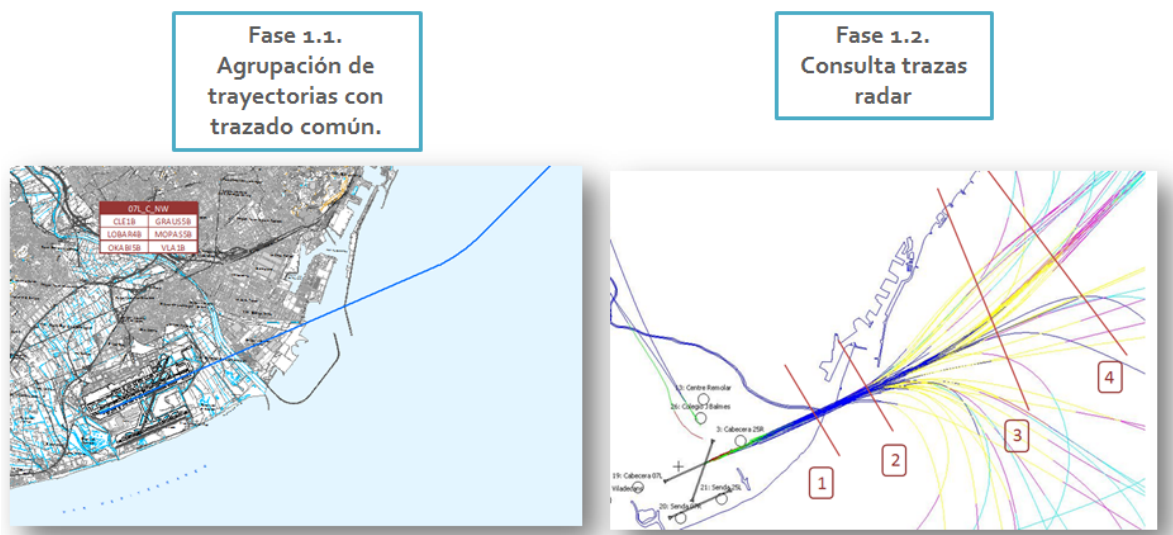 Fase 1.1.
Agrupación de
trayectorias con
trazado común.
Fase 1.2.
Consulta trazas
radar
07L_C_NW
CLE1B GRAUS5B
LOBAR4B MOPAS5B
OKABI5B VLA1B
13: Centre Remolar
26: Colegio J Balmes
3: Cabecera 25R
19: Cabecera 07L
Viladecans
21: Senda 25L
20: Senda 07R
1
2
3
4